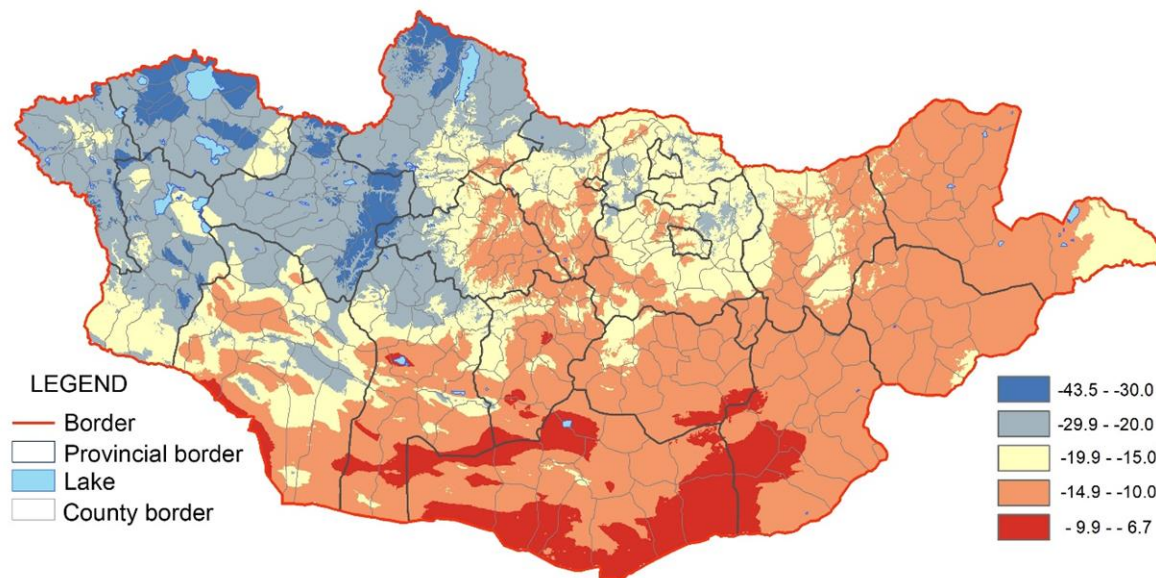 LEGEND
Border
Provincial border
Lake
County border
-43.5 - -30.0
-29.9 - -20.0
-19.9 - -15.0
-14.9 - -10.0
- 9.9 - - 6.7